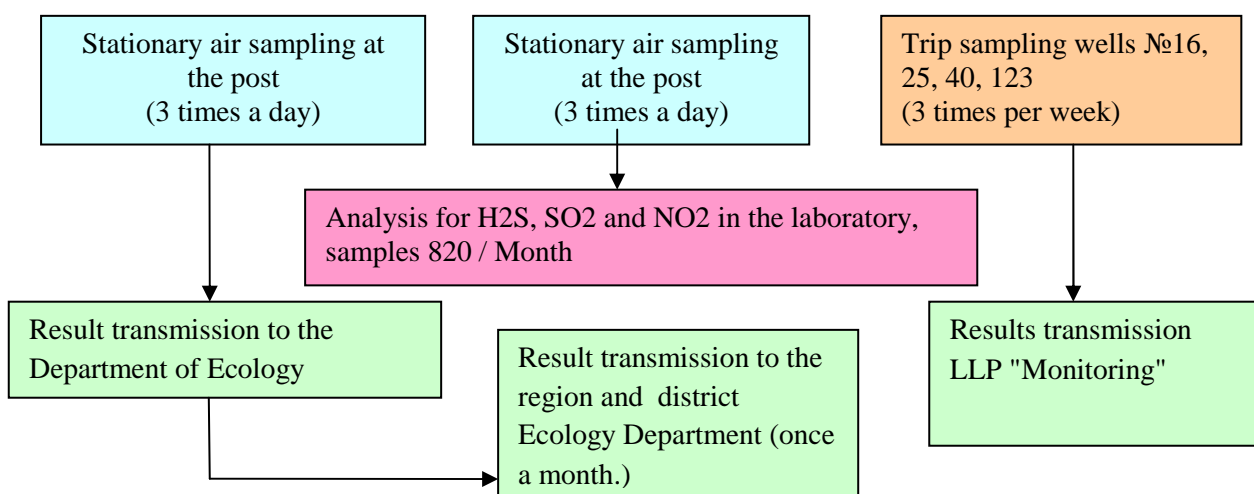 Stationary air sampling at
the post
(3 times a day)
Stationary air sampling
at the post
(3 times a day)
Trip sampling wells №16,
25, 40, 123
(3 times per week)
Analysis for H2S, SO2 and NO2 in the laboratory,
samples 820 / Month
Result transmission to the
Department of Ecology
Result transmission to the
region and district
Ecology Department (once
a month.)
Results transmission
LLP "Monitoring"